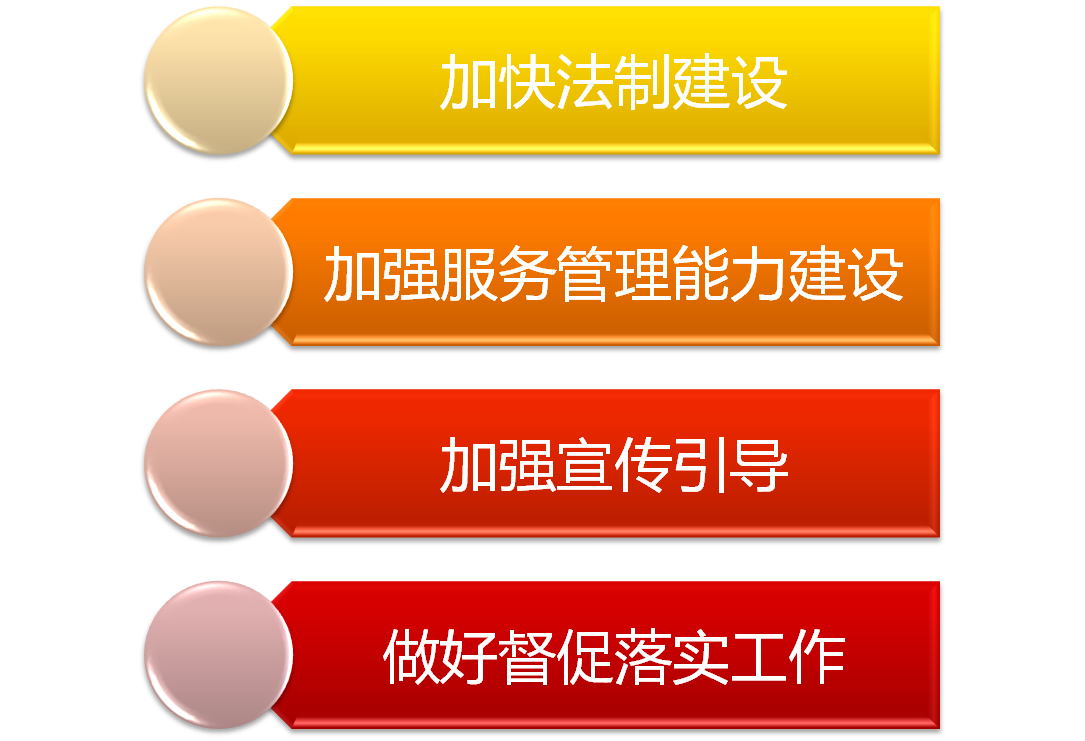 加快法制建设
加强服务管理能力建设
加强宣传引导
做好督促落实工作